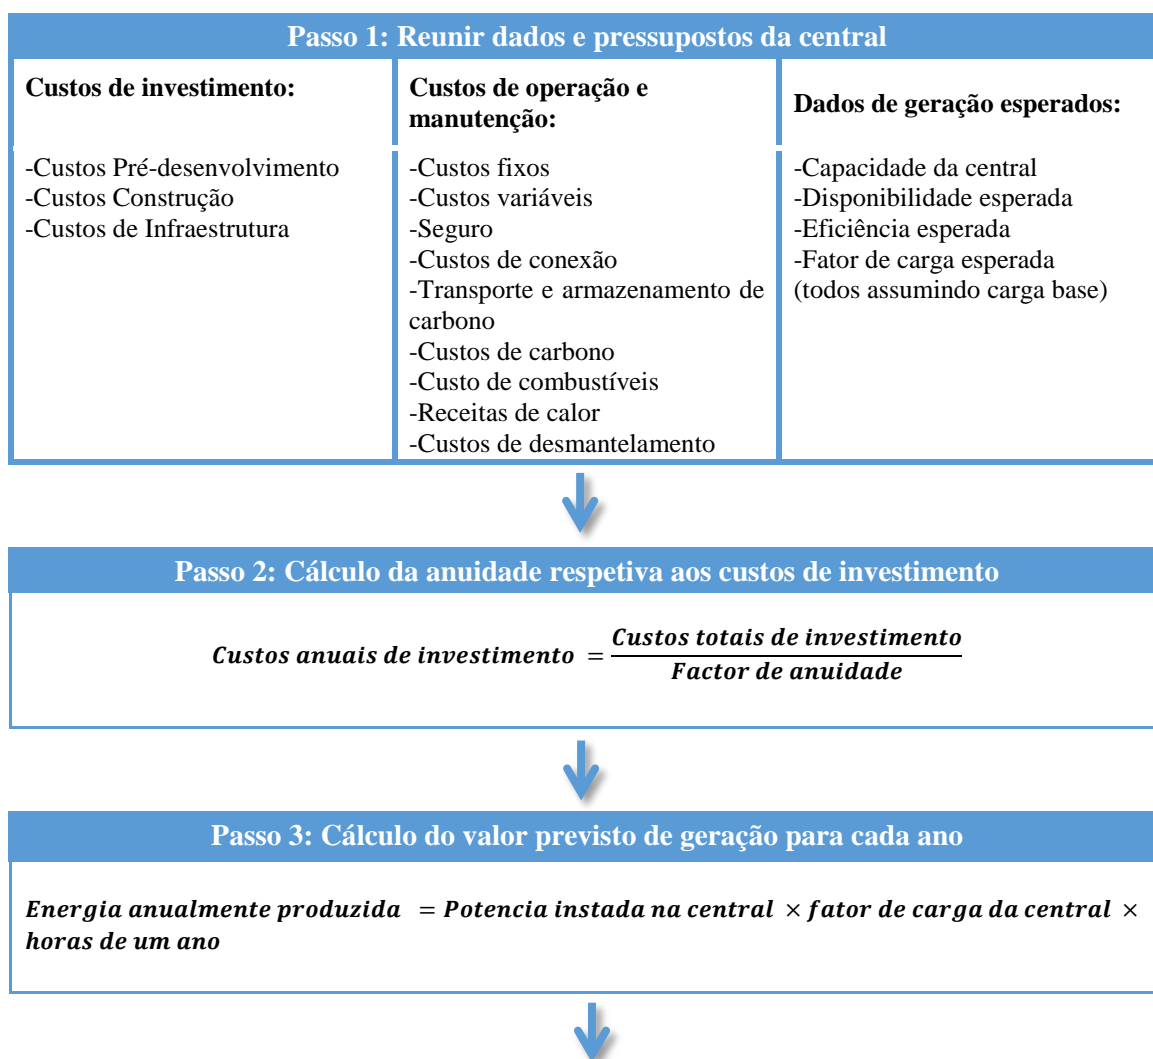 Passo 1: Reunir dados e pressupostos da central
Custos de investimento:
-Custos Pré-desenvolvimento
-Custos Construção
-Custos de Infraestrutura
Custos de operação e
manutenção:
-Custos fixos
-Custos variáveis
-Seguro
-Custos de conexão
-Transporte e armazenamento de
carbono
-Custos de carbono
-Custo de combustíveis
-Receitas de calor
-Custos de desmantelamento
Dados de geração esperados:
-Capacidade da central
-Disponibilidade esperada
-Eficiência esperada
-Fator de carga esperada
(todos assumindo carga base)
Passo 2: Cálculo da anuidade respetiva aos custos de investimento
Custos anuais de investimento = Custos totais de investimento
Factor de anuidade
Passo 3: Cálculo do valor previsto de geração para cada ano
Energia anualmente produzida = Potencia instada na central × fator de carga da central ×
horas de um ano